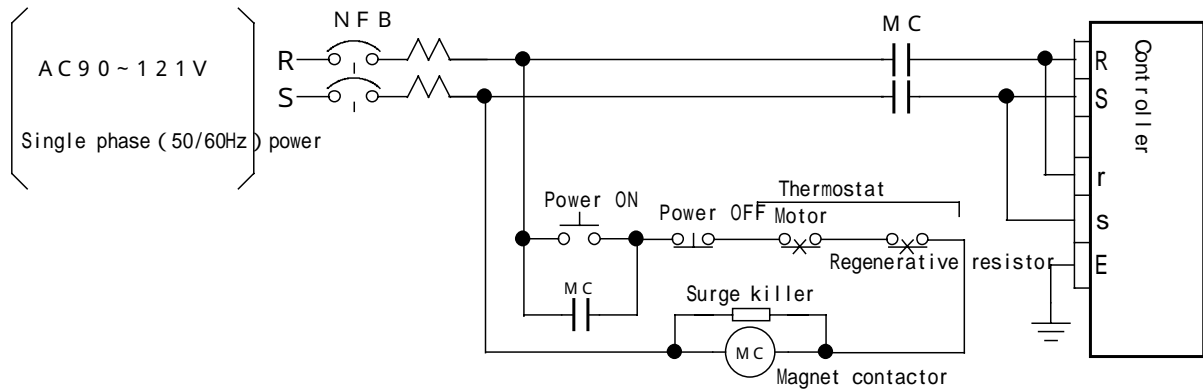 NFB
MC
AC90~121V
R
R
S
S
Single phase (50/60Hz) power
Controller
r
Thermostat
Power ON
Power OFF
Motor
s
Regenerative resistor
E
MC
Surge killer
MC
Magnet contactor